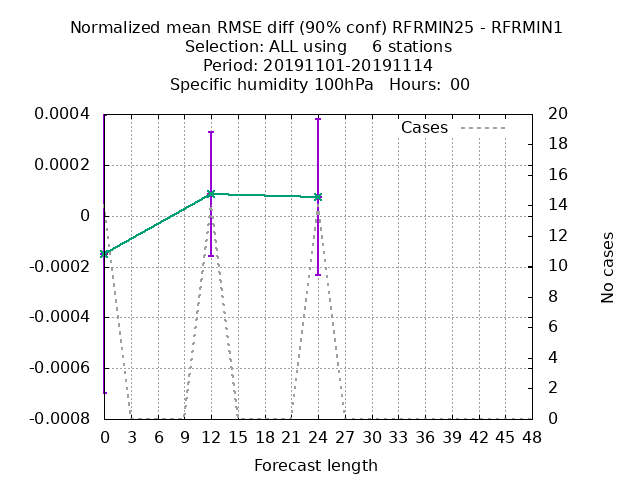 Normalized mean RMSE diff (90% conf) RFRMIN25 - RFRMIN1
Selection: ALL using     6 stations
Period: 20191101-20191114
Specific humidity 100hPa   Hours:  00
Cases
0.0004
0.0002
0
-0.0002
-0.0004
-0.0006
-0.0008
20
18
16
14
12
10
8
6
4
2
0
No cases
0 3 6 9 12 15 18 21 24 27 30 33 36 39 42 45 48
Forecast length